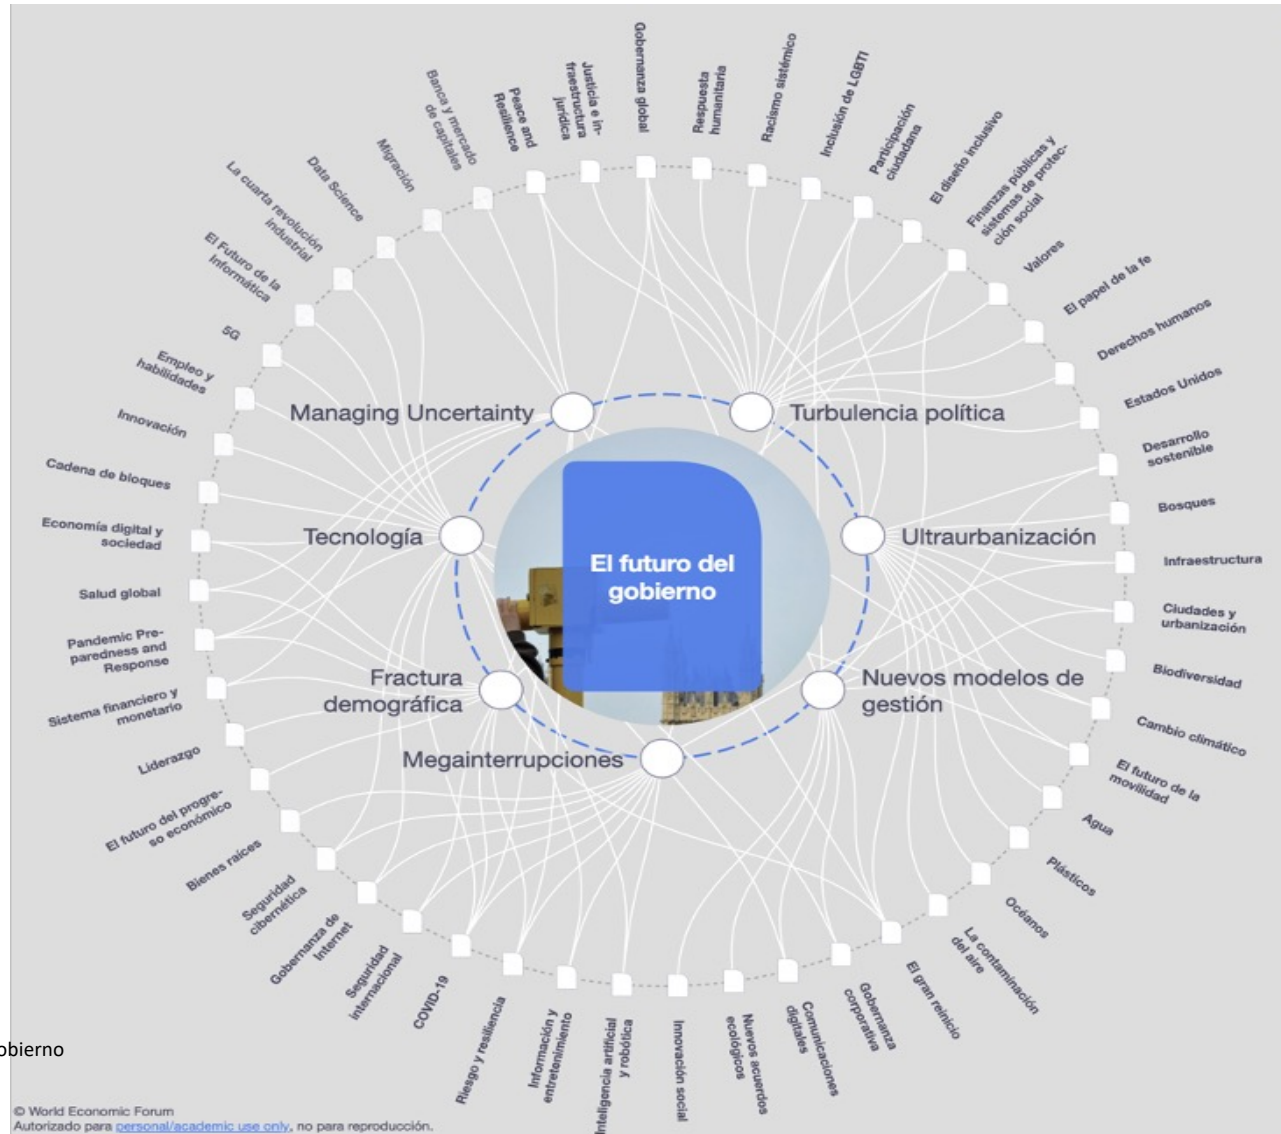 Gobernanza global
Respuesta
humanitaria
Racismo sistémico
Inclusión de LGBTI
Participación
ciudadana
El diseño inclusivo
Finanzas públicas y
sistemas de protec-
ción social
Valores
El papel de la fe
Derechos humanos
Estados Unidos
Desarrollo
sostenible
Bosques
Infraestructura
Ciudades y
urbanización
Biodiversidad
Cambio climático
El futuro de la
movilidad
Agua
Plásticos
Océanos
La contaminación
del aire
El gran reinicio
Gobernanza
corporativa
Comunicaciones
digitales
Nuevos acuerdos
ecológicos
Innovación social
Inteligencia artificial
y robótica
Información y
entretenimiento
Riesgo y resiliencia
COVID-19
Seguridad
internacional
Gobernanza de
Internet
Seguridad
cibernética
Bienes raíces
El futuro del progre-
so económico
Liderazgo
Sistema financiero y
monetario
Pandemic Pre-
paredness and
Response
Salud global
Economía digital y
sociedad
Cadena de bloques
Innovación
Empleo y
habilidades
5G
El Futuro de la
Informática
La cuarta revolución
industrial
Data Science
Migración
Banca y mercado
de capitales
Peace and
Resilience
Justicia e in-
fraestructura
jurídica
Managing Uncertainty
Turbulencia política
Tecnología
Ultraurbanización
El futuro del
gobierno
Fractura
demográfica
Nuevos modelos de
gestión
Megainterrupciones
obierno
© World Economic Forum
Autorizado para personal/academic use only, no para reproducción.